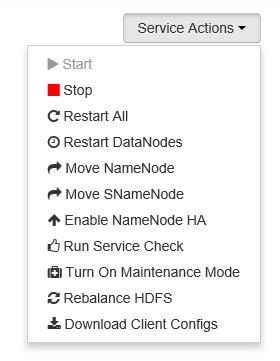 Service Actions
Start
Stop
Restart All
Restart DataNodes
Move NameNode
Move SNameNode
Enable NameNode HA
Run Service Check
Turn On Maintenance Mode
Rebalance HDFS
Download Client Configs